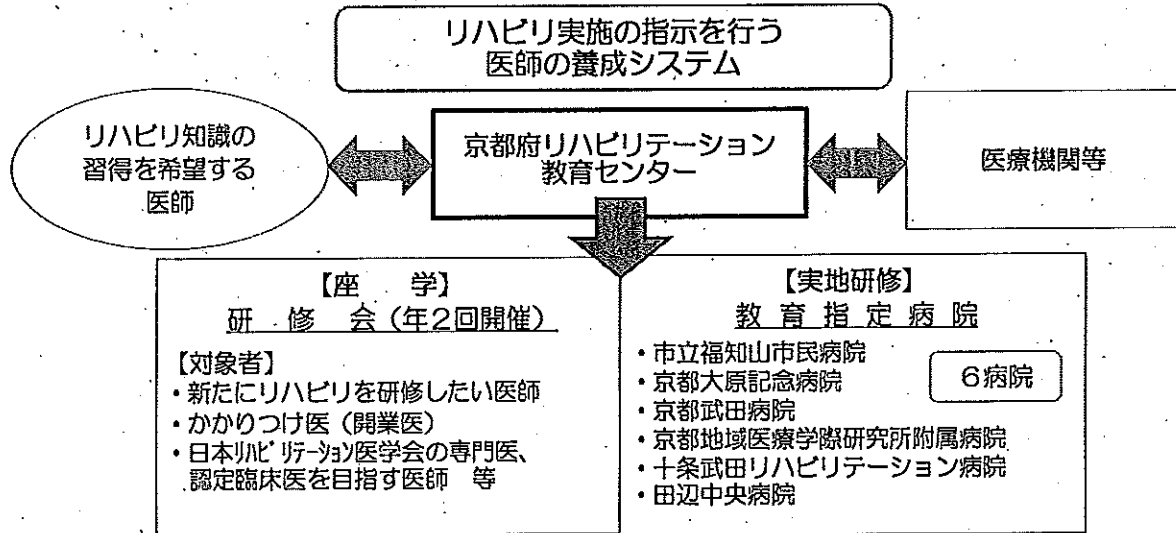 リハビリ実施の指示を行う
医師の養成システム
リハビリ知識の
習得を希望する
医師
京都府リハビリテーション
教育センター
医療機関等
【座　学】
研　修　会（年２回開催）
【対象者】
・新たにリハビリを研修したい医師
・かかりつけ医（開業医）
・日本ﾘﾊﾋﾞﾘﾃｰｼｮﾝ医学会の専門医、
認定臨床医を目指す医師　等
【実地研修】
教 育 指 定 病 院
・市立福知山市民病院
・京都大原記念病院
・京都武田病院
・京都地域医療学際研究所附属病院
・十条武田リハビリテーション病院
・田辺中央病院
６病院